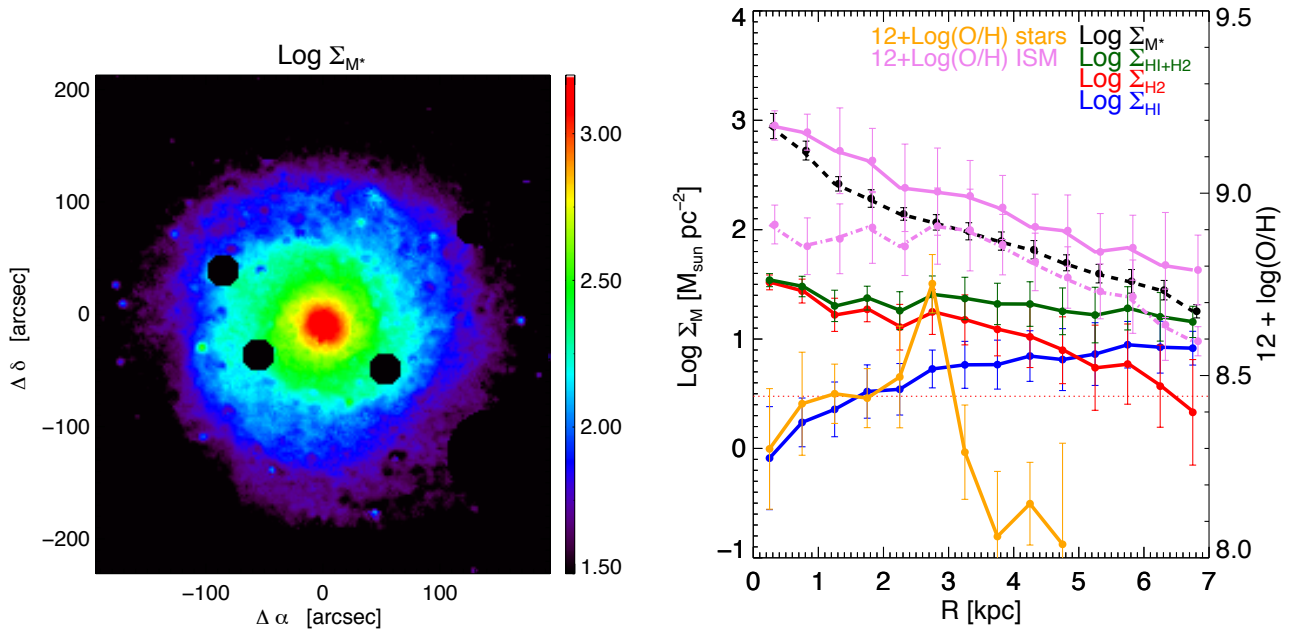 Log Σ_M*
200
100
0
−100
−200
Δ δ [arcsec]
−100 0 100
Δ α [arcsec]
3.00
2.50
2.00
1.50
12+Log(O/H) stars
12+Log(O/H) ISM
Log Σ_M*
Log Σ_HI+H2
Log Σ_H2
Log Σ_HI
4
3
2
1
0
−1
Log Σ_M [M_sun pc^−2]
0 1 2 3 4 5 6 7
R [kpc]
9.5
9.0
8.5
8.0
12 + log(O/H)